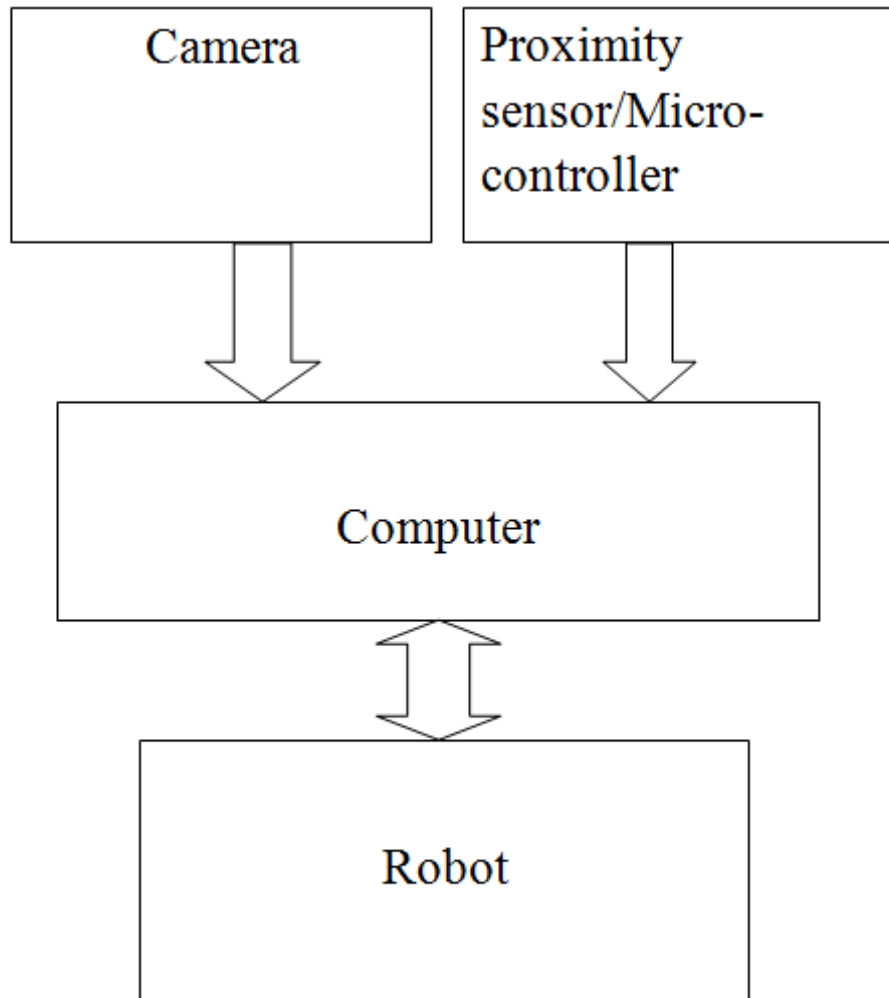 Camera
Proximity
sensor/Micro-
controller
Computer
Robot